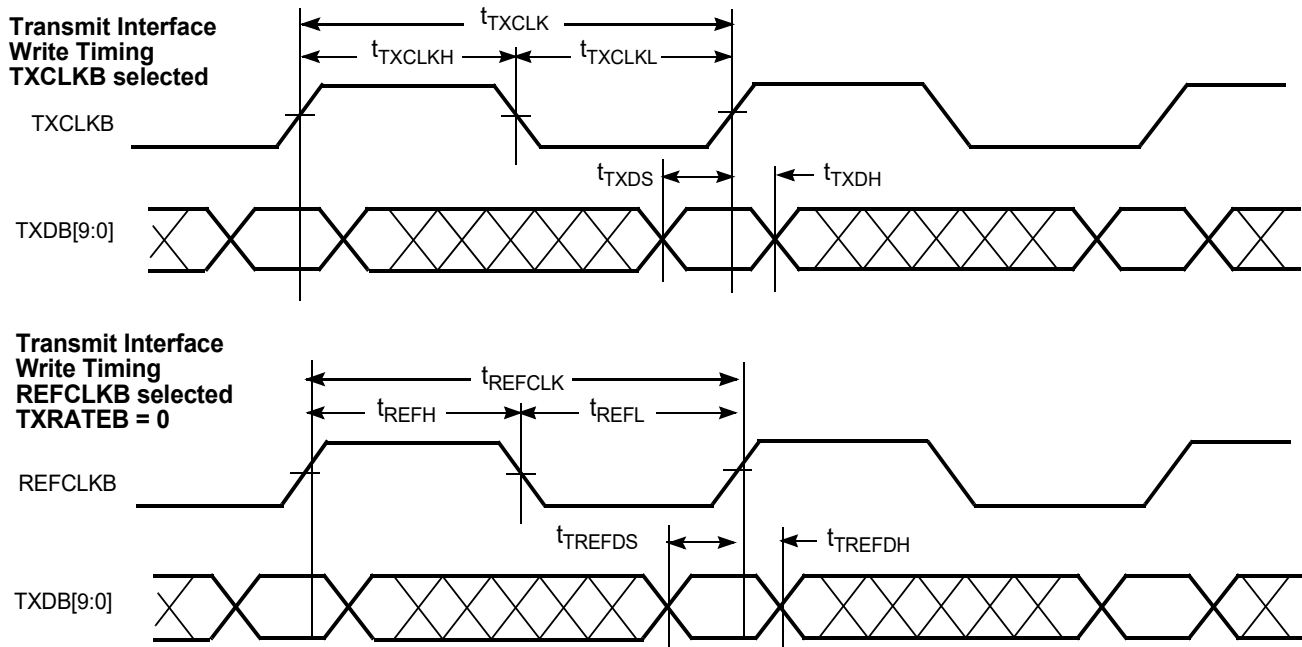 Transmit Interface
Write Timing
TXCLKB selected
tTXCLK
tTXCLKH
tTXCLKL
TXCLKB
tTXDS
tTXDH
TXDB[9:0]
Transmit Interface
Write Timing
REFCLKB selected
TXRATEB = 0
tREFCLK
tREFH
tREFL
REFCLKB
tTREFDS
tTREFDH
TXDB[9:0]